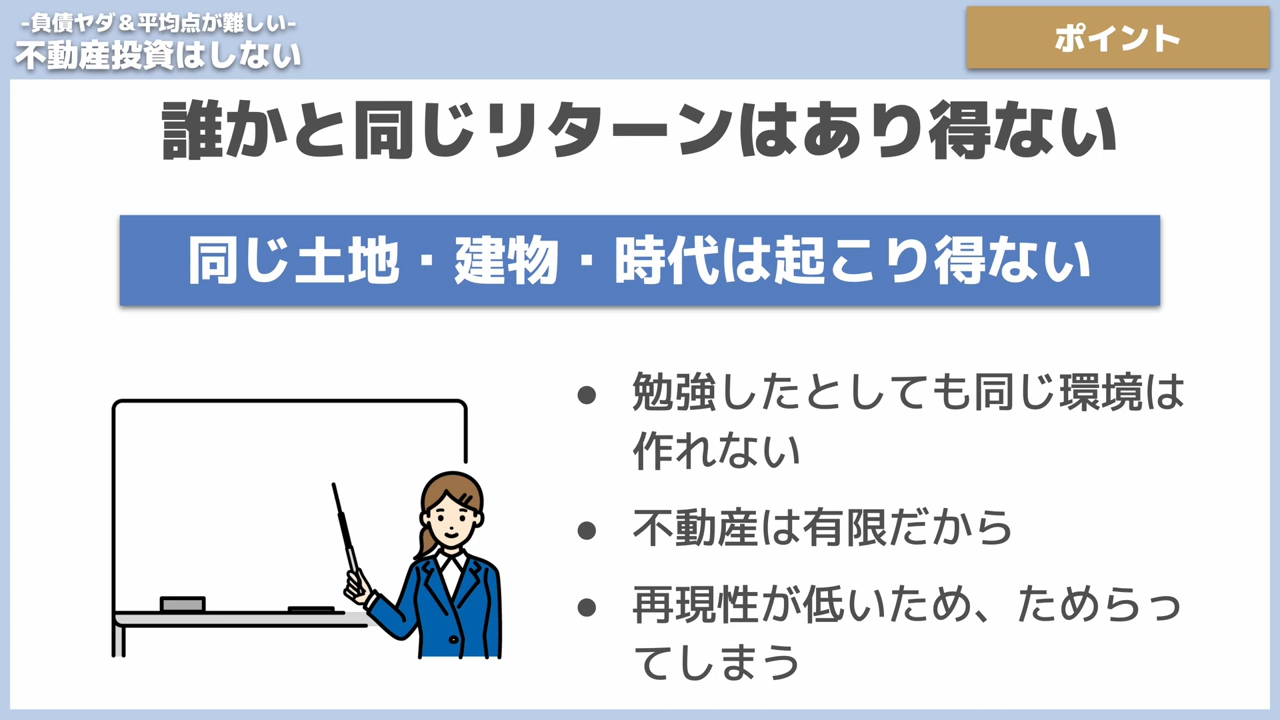 -負債ヤダ＆平均点が難しい-
不動産投資はしない
ポイント
誰かと同じリターンはあり得ない
同じ土地・建物・時代は起こり得ない
● 勉強したとしても同じ環境は
作れない
● 不動産は有限だから
● 再現性が低いため、ためらっ
てしまう